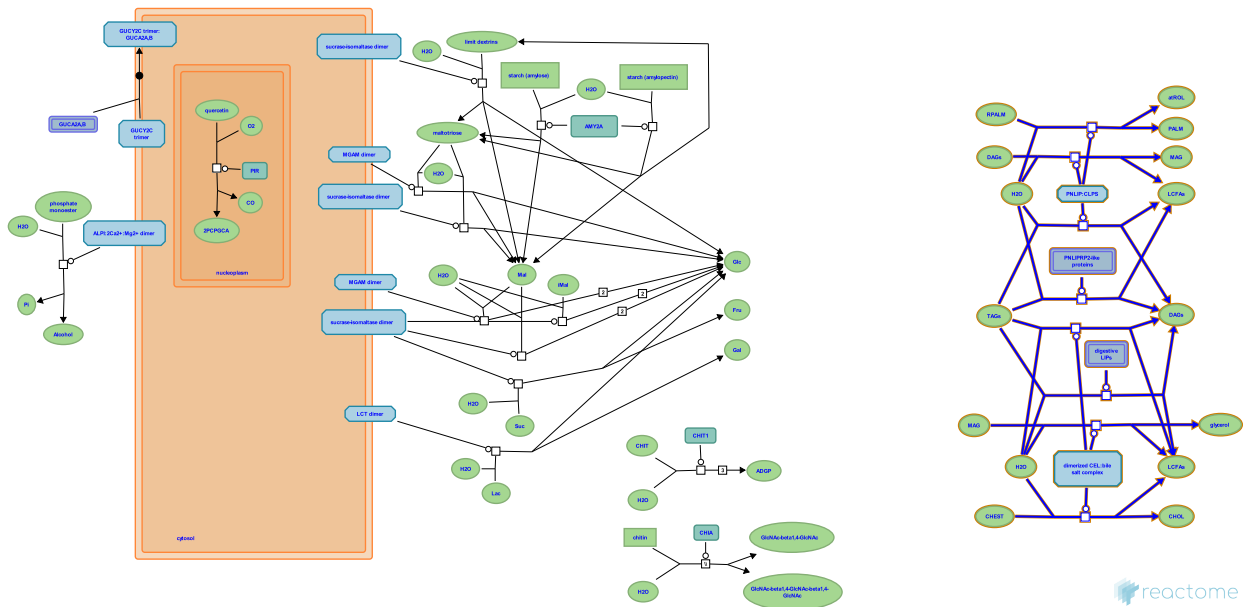 GUCY2C trimer:
GUCA2A,B
GUCA2A,B
GUCY2C
trimer
quercetin
O2
PIR
CO
2PCPGCA
nucleoplasm
cytosol
phosphate
monoester
H2O
ALPI:2Ca2+:Mg2+ dimer
Pi
Alcohol
sucrase-isomaltase dimer
H2O
limit dextrins
starch (amylose)
H2O
starch (amylopectin)
AMY2A
maltotriose
MGAM dimer
H2O
sucrase-isomaltase dimer
Glc
H2O
Mal
iMal
MGAM dimer
2
2
2
sucrase-isomaltase dimer
Fru
Gal
H2O
Suc
LCT dimer
H2O
Lac
CHIT
CHIT1
H2O
3
ADGP
chitin
CHIA
H2O
GlcNAc-beta1,4-GlcNAc
GlcNAc-beta1,4-GlcNAc-beta1,4-
GlcNAc
RPALM
atROL
PALM
DAGs
MAG
H2O
PNLIP:CLPS
LCFAs
PNLIPRP2-like
proteins
TAGs
DAGs
digestive
LIPs
MAG
glycerol
H2O
dimerized CEL:bile
salt complex
LCFAs
CHEST
CHOL
reactome